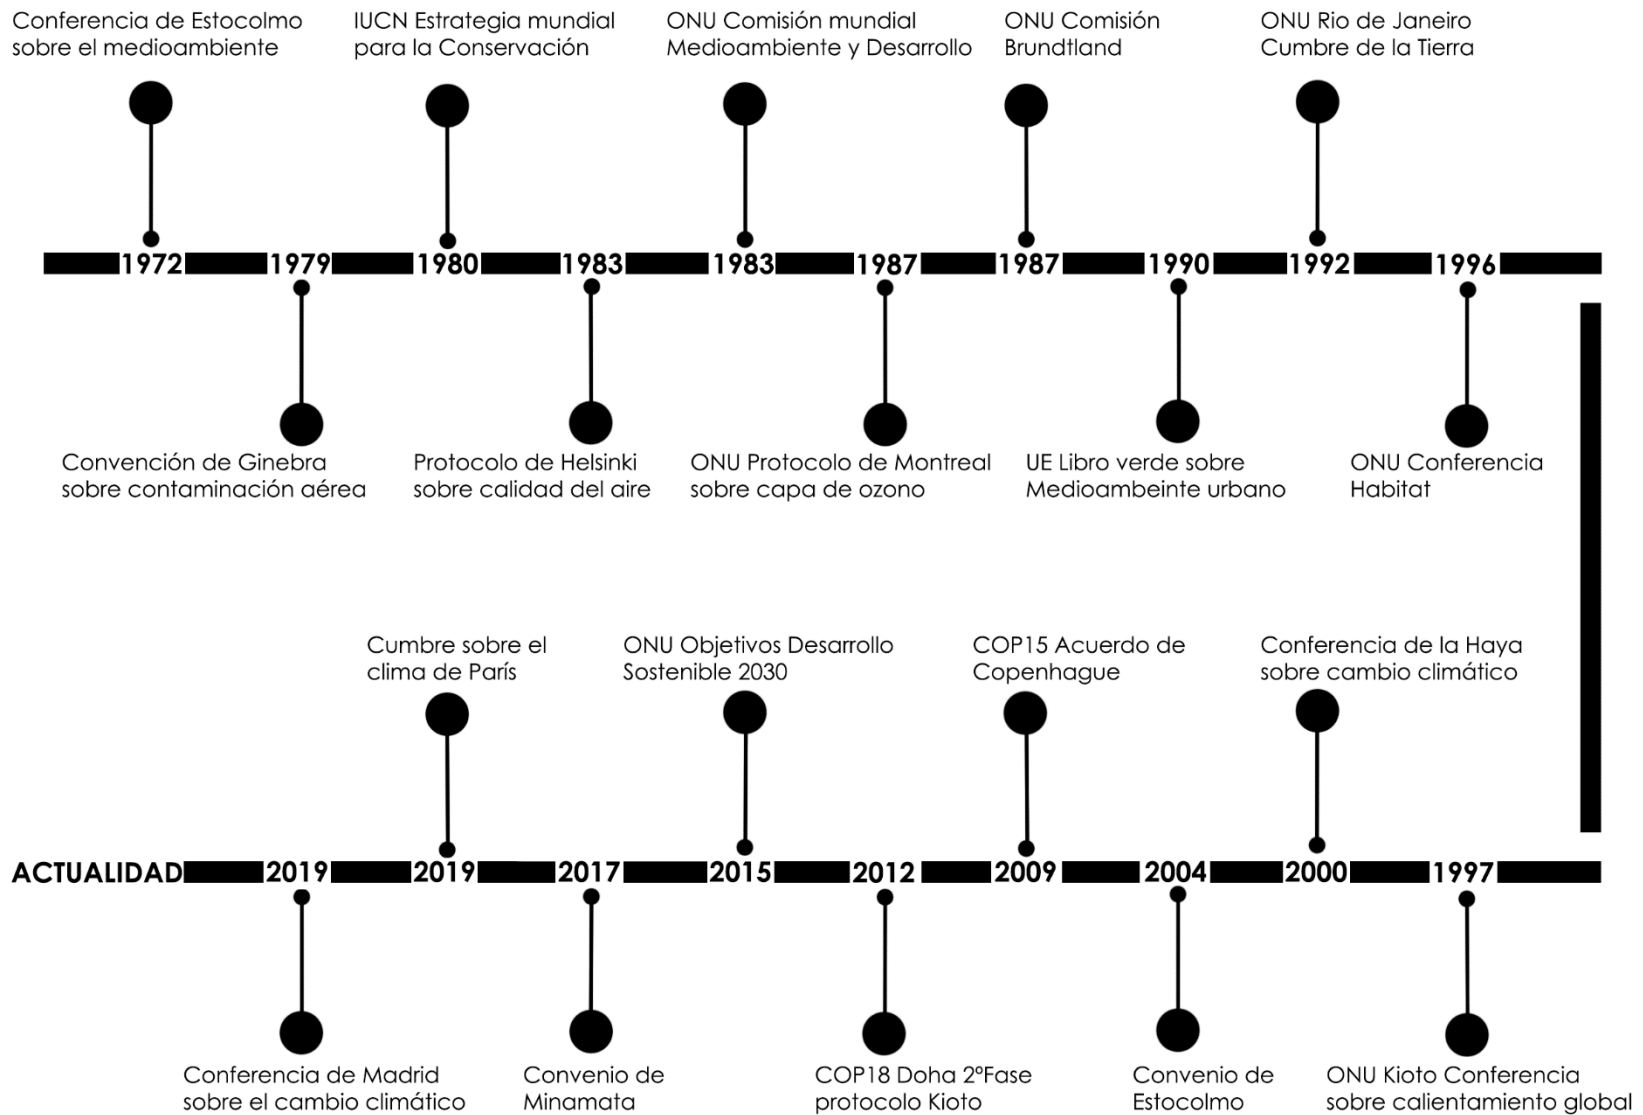 Conferencia de Estocolmo
sobre el medioambiente
IUCN Estrategia mundial
para la Conservación
ONU Comisión mundial
Medioambiente y Desarrollo
ONU Comisión
Brundtland
ONU Rio de Janeiro
Cumbre de la Tierra
1972 1979 1980 1983 1983 1987 1987 1990 1992 1996
Convención de Ginebra
sobre contaminación aérea
Protocolo de Helsinki
sobre calidad del aire
ONU Protocolo de Montreal
sobre capa de ozono
UE Libro verde sobre
Medioambeinte urbano
ONU Conferencia
Habitat
Cumbre sobre el
clima de París
ONU Objetivos Desarrollo
Sostenible 2030
COP15 Acuerdo de
Copenhague
Conferencia de la Haya
sobre cambio climático
ACTUALIDAD 2019 2019 2017 2015 2012 2009 2004 2000 1997
Conferencia de Madrid
sobre el cambio climático
Convenio de
Minamata
COP18 Doha 2ºFase
protocolo Kioto
Convenio de
Estocolmo
ONU Kioto Conferencia
sobre calientamiento global